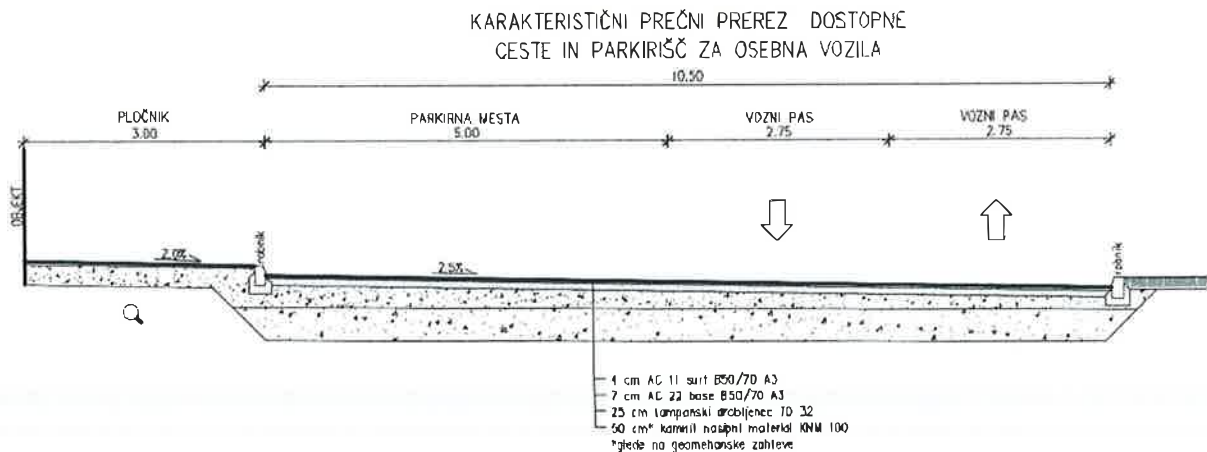 KARAKTERISTIČNI PREČNI PREREZ DOSTOPNE
CESTE IN PARKIRIŠČ ZA OSEBNA VOZILA
10.50
PLOČNIK
3.00
PARKIRNA MESTA
5.00
VOZNI PAS
2.75
VOZNI PAS
2.75
OBJEKT
2.0%
robnik
2.5%
robnik
4 cm AC 11 surf B50/70 A3
7 cm AC 22 base B50/70 A3
25 cm tamponski drobljenec TD 32
50 cm* kamniti nasipni material KNM 100
*glede na geomehanske zahteve